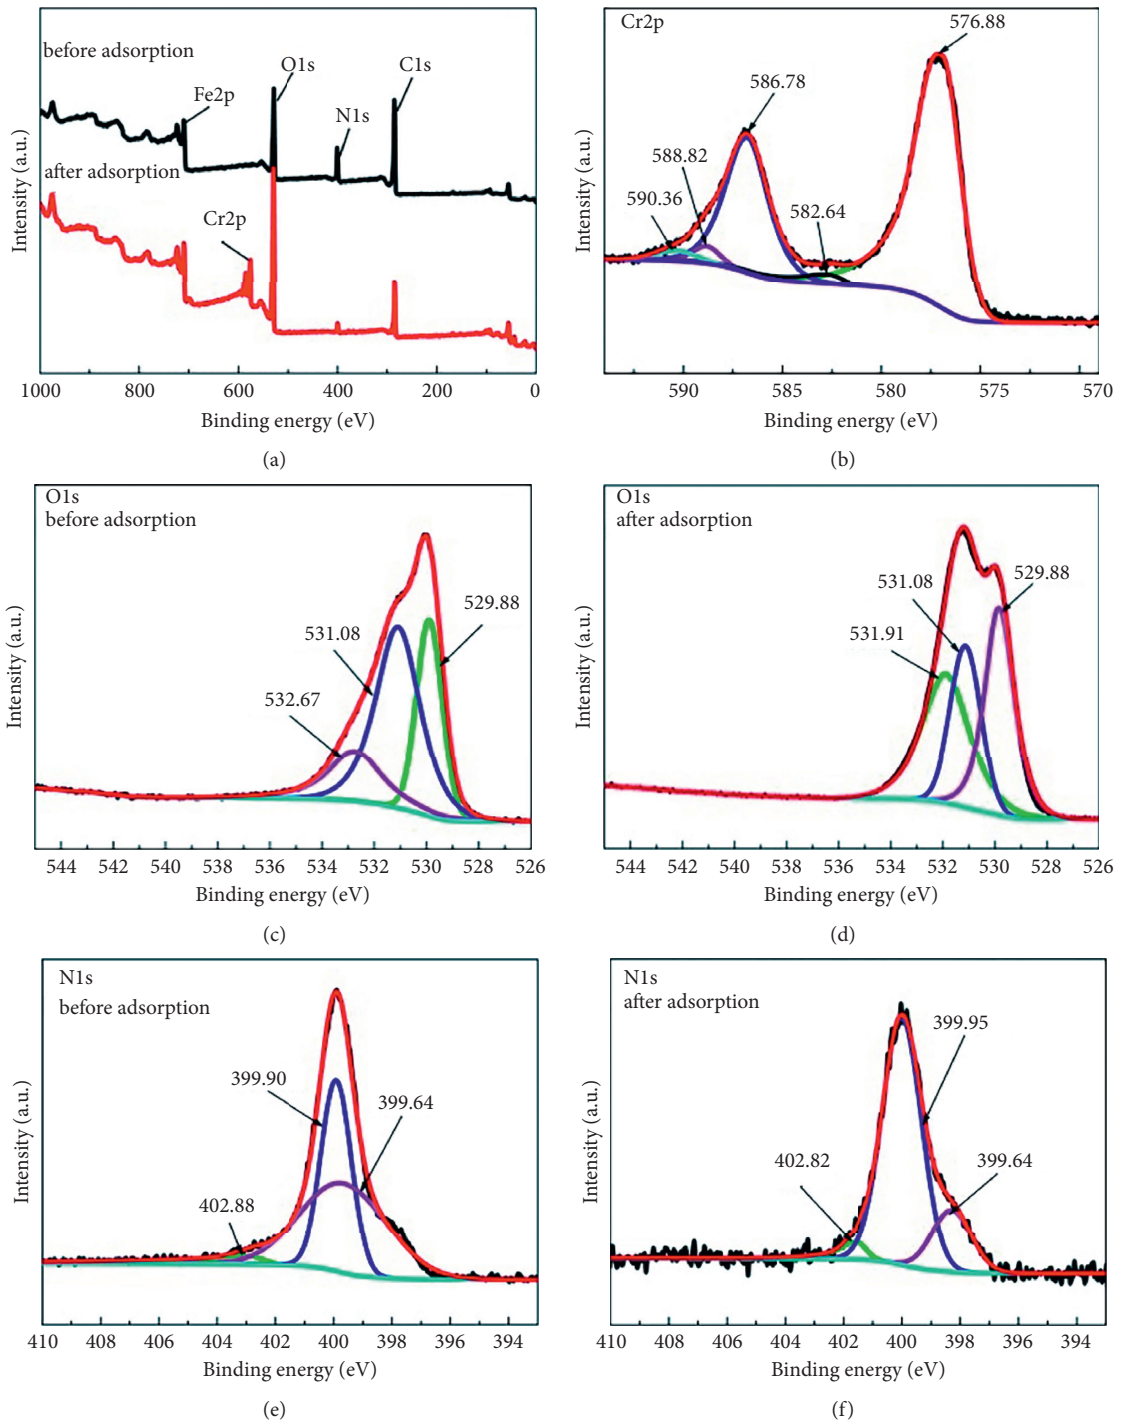 before adsorption
O1s
C1s
Fe2p
N1s
after adsorption
Cr2p
Intensity (a.u.)
1000
800
600
400
200
0
Binding energy (eV)
(a)
Cr2p
576.88
586.78
588.82
590.36
582.64
Intensity (a.u.)
590
585
580
575
570
Binding energy (eV)
(b)
O1s
before adsorption
529.88
531.08
532.67
Intensity (a.u.)
544
542
540
538
536
534
532
530
528
526
Binding energy (eV)
(c)
O1s
after adsorption
529.88
531.08
531.91
Intensity (a.u.)
544
542
540
538
536
534
532
530
528
526
Binding energy (eV)
(d)
N1s
before adsorption
399.90
399.64
402.88
Intensity (a.u.)
410
408
406
404
402
400
398
396
394
Binding energy (eV)
(e)
N1s
after adsorption
399.95
402.82
399.64
Intensity (a.u.)
410
408
406
404
402
400
398
396
394
Binding energy (eV)
(f)